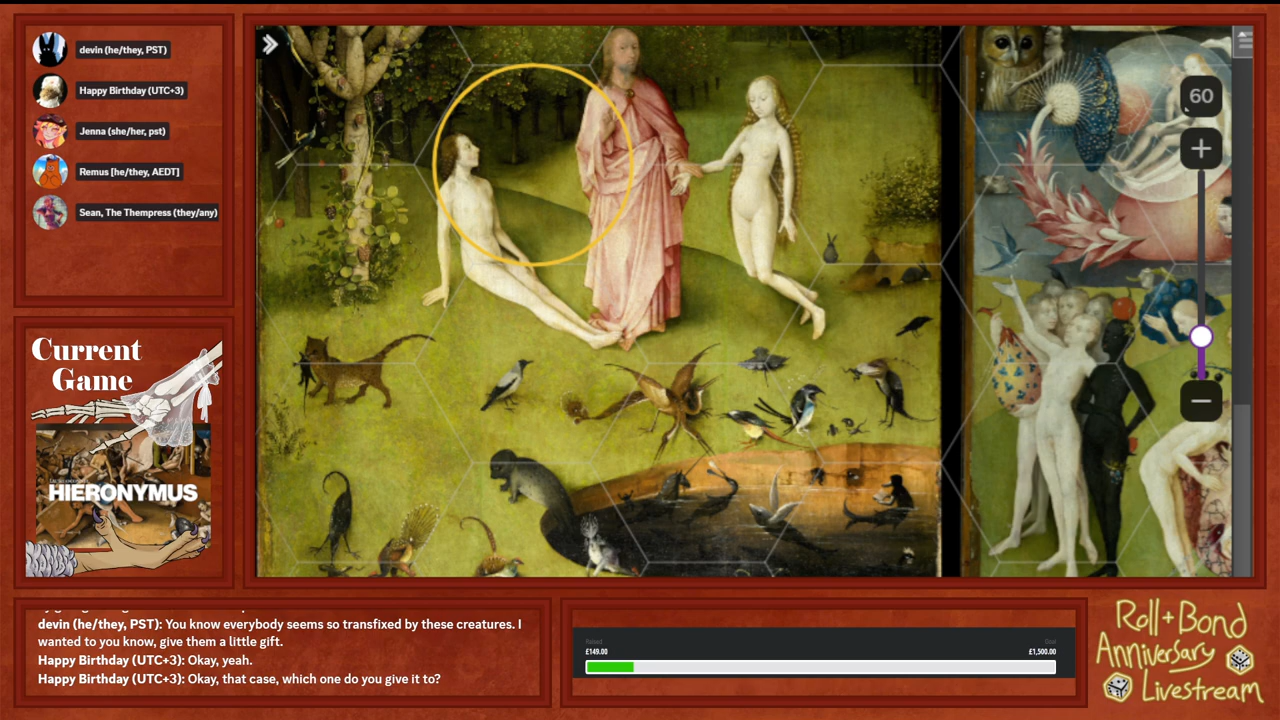 devin (he/they, PST)
Happy Birthday (UTC+3)
Jenna (she/her, pst)
Remus [he/they, AEDT]
Sean, The Thempress (they/any)
60
Current
Game
HIERONYMUS
devin (he/they, PST): You know everybody seems so transfixed by these creatures. I
wanted to you know, give them a little gift.
Happy Birthday (UTC+3): Okay, yeah.
Happy Birthday (UTC+3): Okay, that case, which one do you give it to?
Raised
Goal
£149.00
£1,500.00
Roll+Bond
Anniversary
Livestream